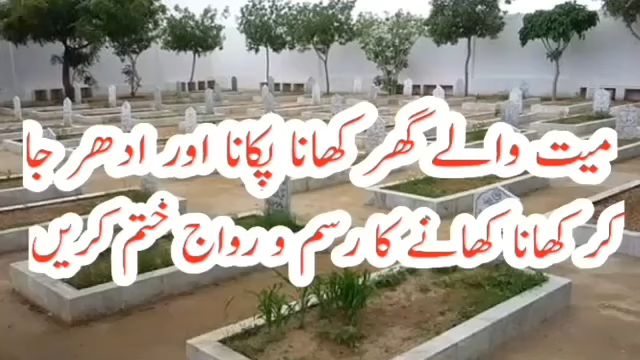 میت والے گھر کھانا پکانا اور ادھر جا
کر کھانا کھانے کا رسم و رواج ختم کریں